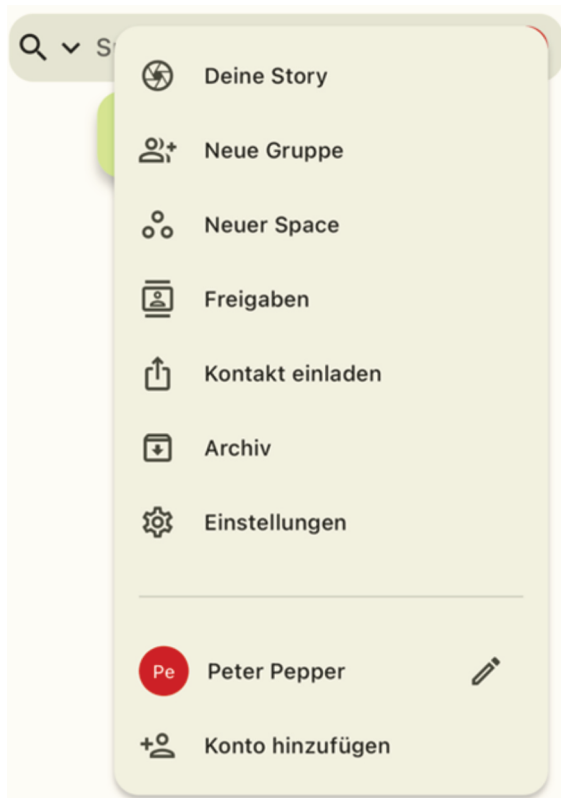 Deine Story
Neue Gruppe
Neuer Space
Freigaben
Kontakt einladen
Archiv
Einstellungen
Pe
Peter Pepper
Konto hinzufügen